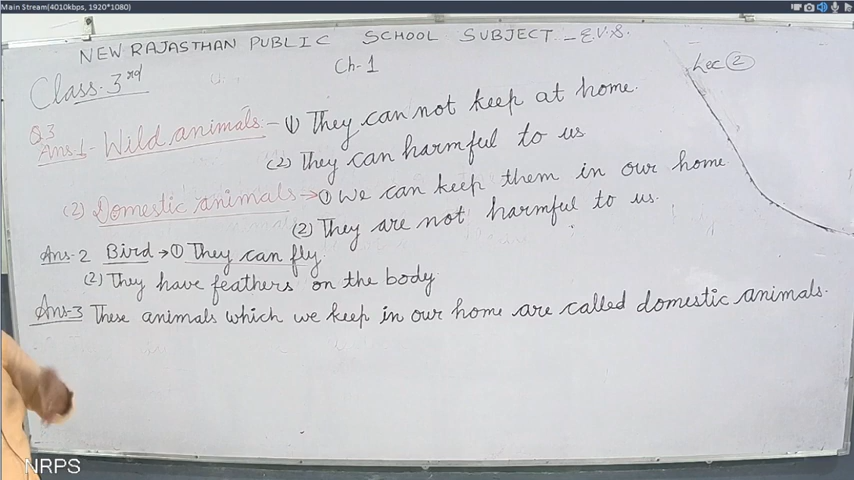 Main Stream(4010kbps, 1920*1080)
NEW RAJASTHAN PUBLIC SCHOOL SUBJECT - E.V.S.
Class. 3rd
Ch-1
Lec 2
Q.3
Ans 1- Wild animals:- (1) They can not keep at home.
(2) They can harmful to us
(2) Domestic animals→ (1) We can keep them in our home
(2) They are not harmful to us.
Ans-2 Bird→(1) They can fly.
(2) They have feathers on the body
Ans-3 These animals which we keep in our home are called domestic animals.
NRPS